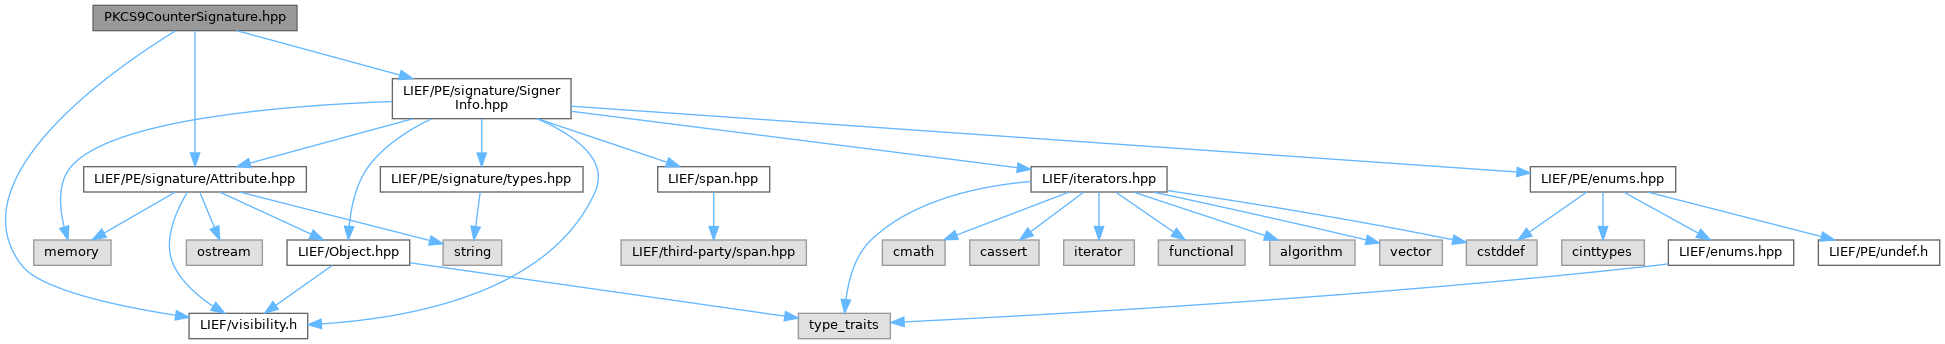 PKCS9CounterSignature.hpp
LIEF/PE/signature/Signer
Info.hpp
LIEF/PE/signature/Attribute.hpp
LIEF/PE/signature/types.hpp
LIEF/span.hpp
LIEF/iterators.hpp
LIEF/PE/enums.hpp
memory
ostream
LIEF/Object.hpp
string
LIEF/third-party/span.hpp
cmath
cassert
iterator
functional
algorithm
vector
cstddef
cinttypes
LIEF/enums.hpp
LIEF/PE/undef.h
LIEF/visibility.h
type_traits